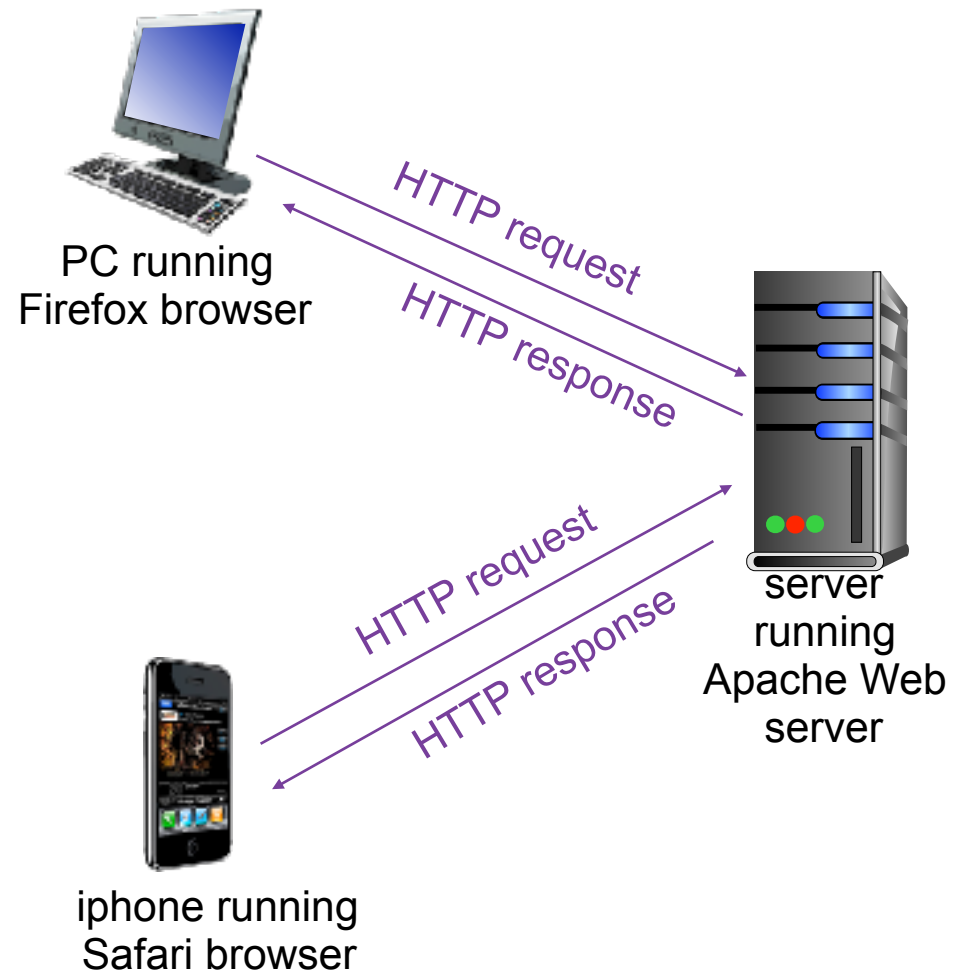 HTTP request
HTTP response
PC running
Firefox browser
HTTP request
HTTP response
server
running
Apache Web
server
iphone running
Safari browser